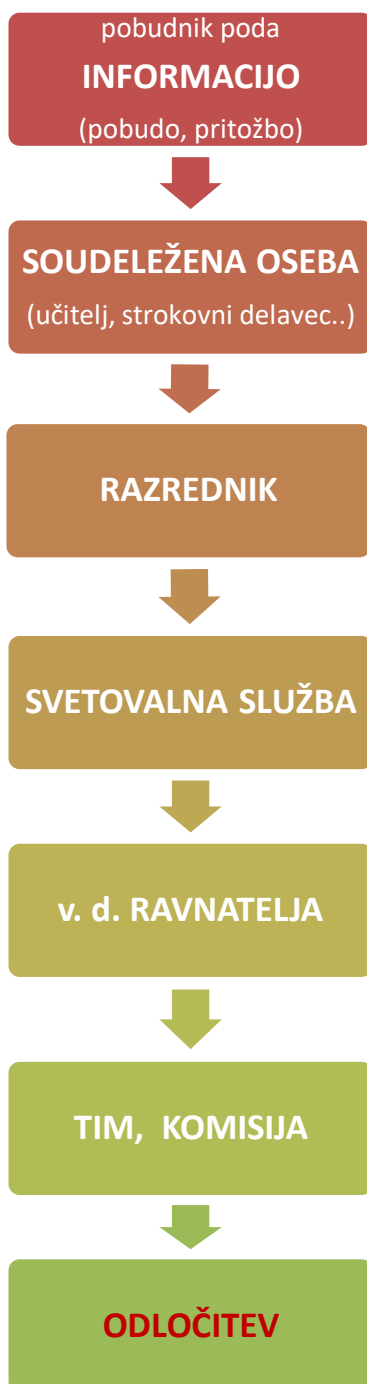 pobudnik poda
INFORMACIJO
(pobudo, pritožbo)
SOUDELEŽENA OSEBA
(učitelj, strokovni delavec..)
RAZREDNIK
SVETOVALNA SLUŽBA
v. d. RAVNATELJA
TIM, KOMISIJA
ODLOČITEV